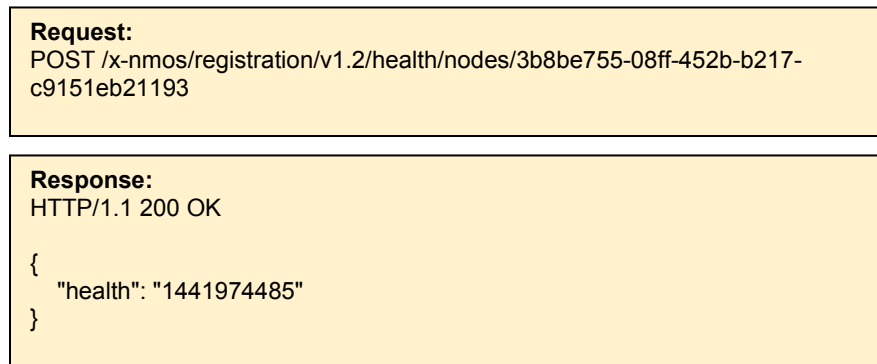 Request:
POST /x-nmos/registration/v1.2/health/nodes/3b8be755-08ff-452b-b217-
c9151eb21193
Response:
HTTP/1.1 200 OK
{
"health": "1441974485"
}